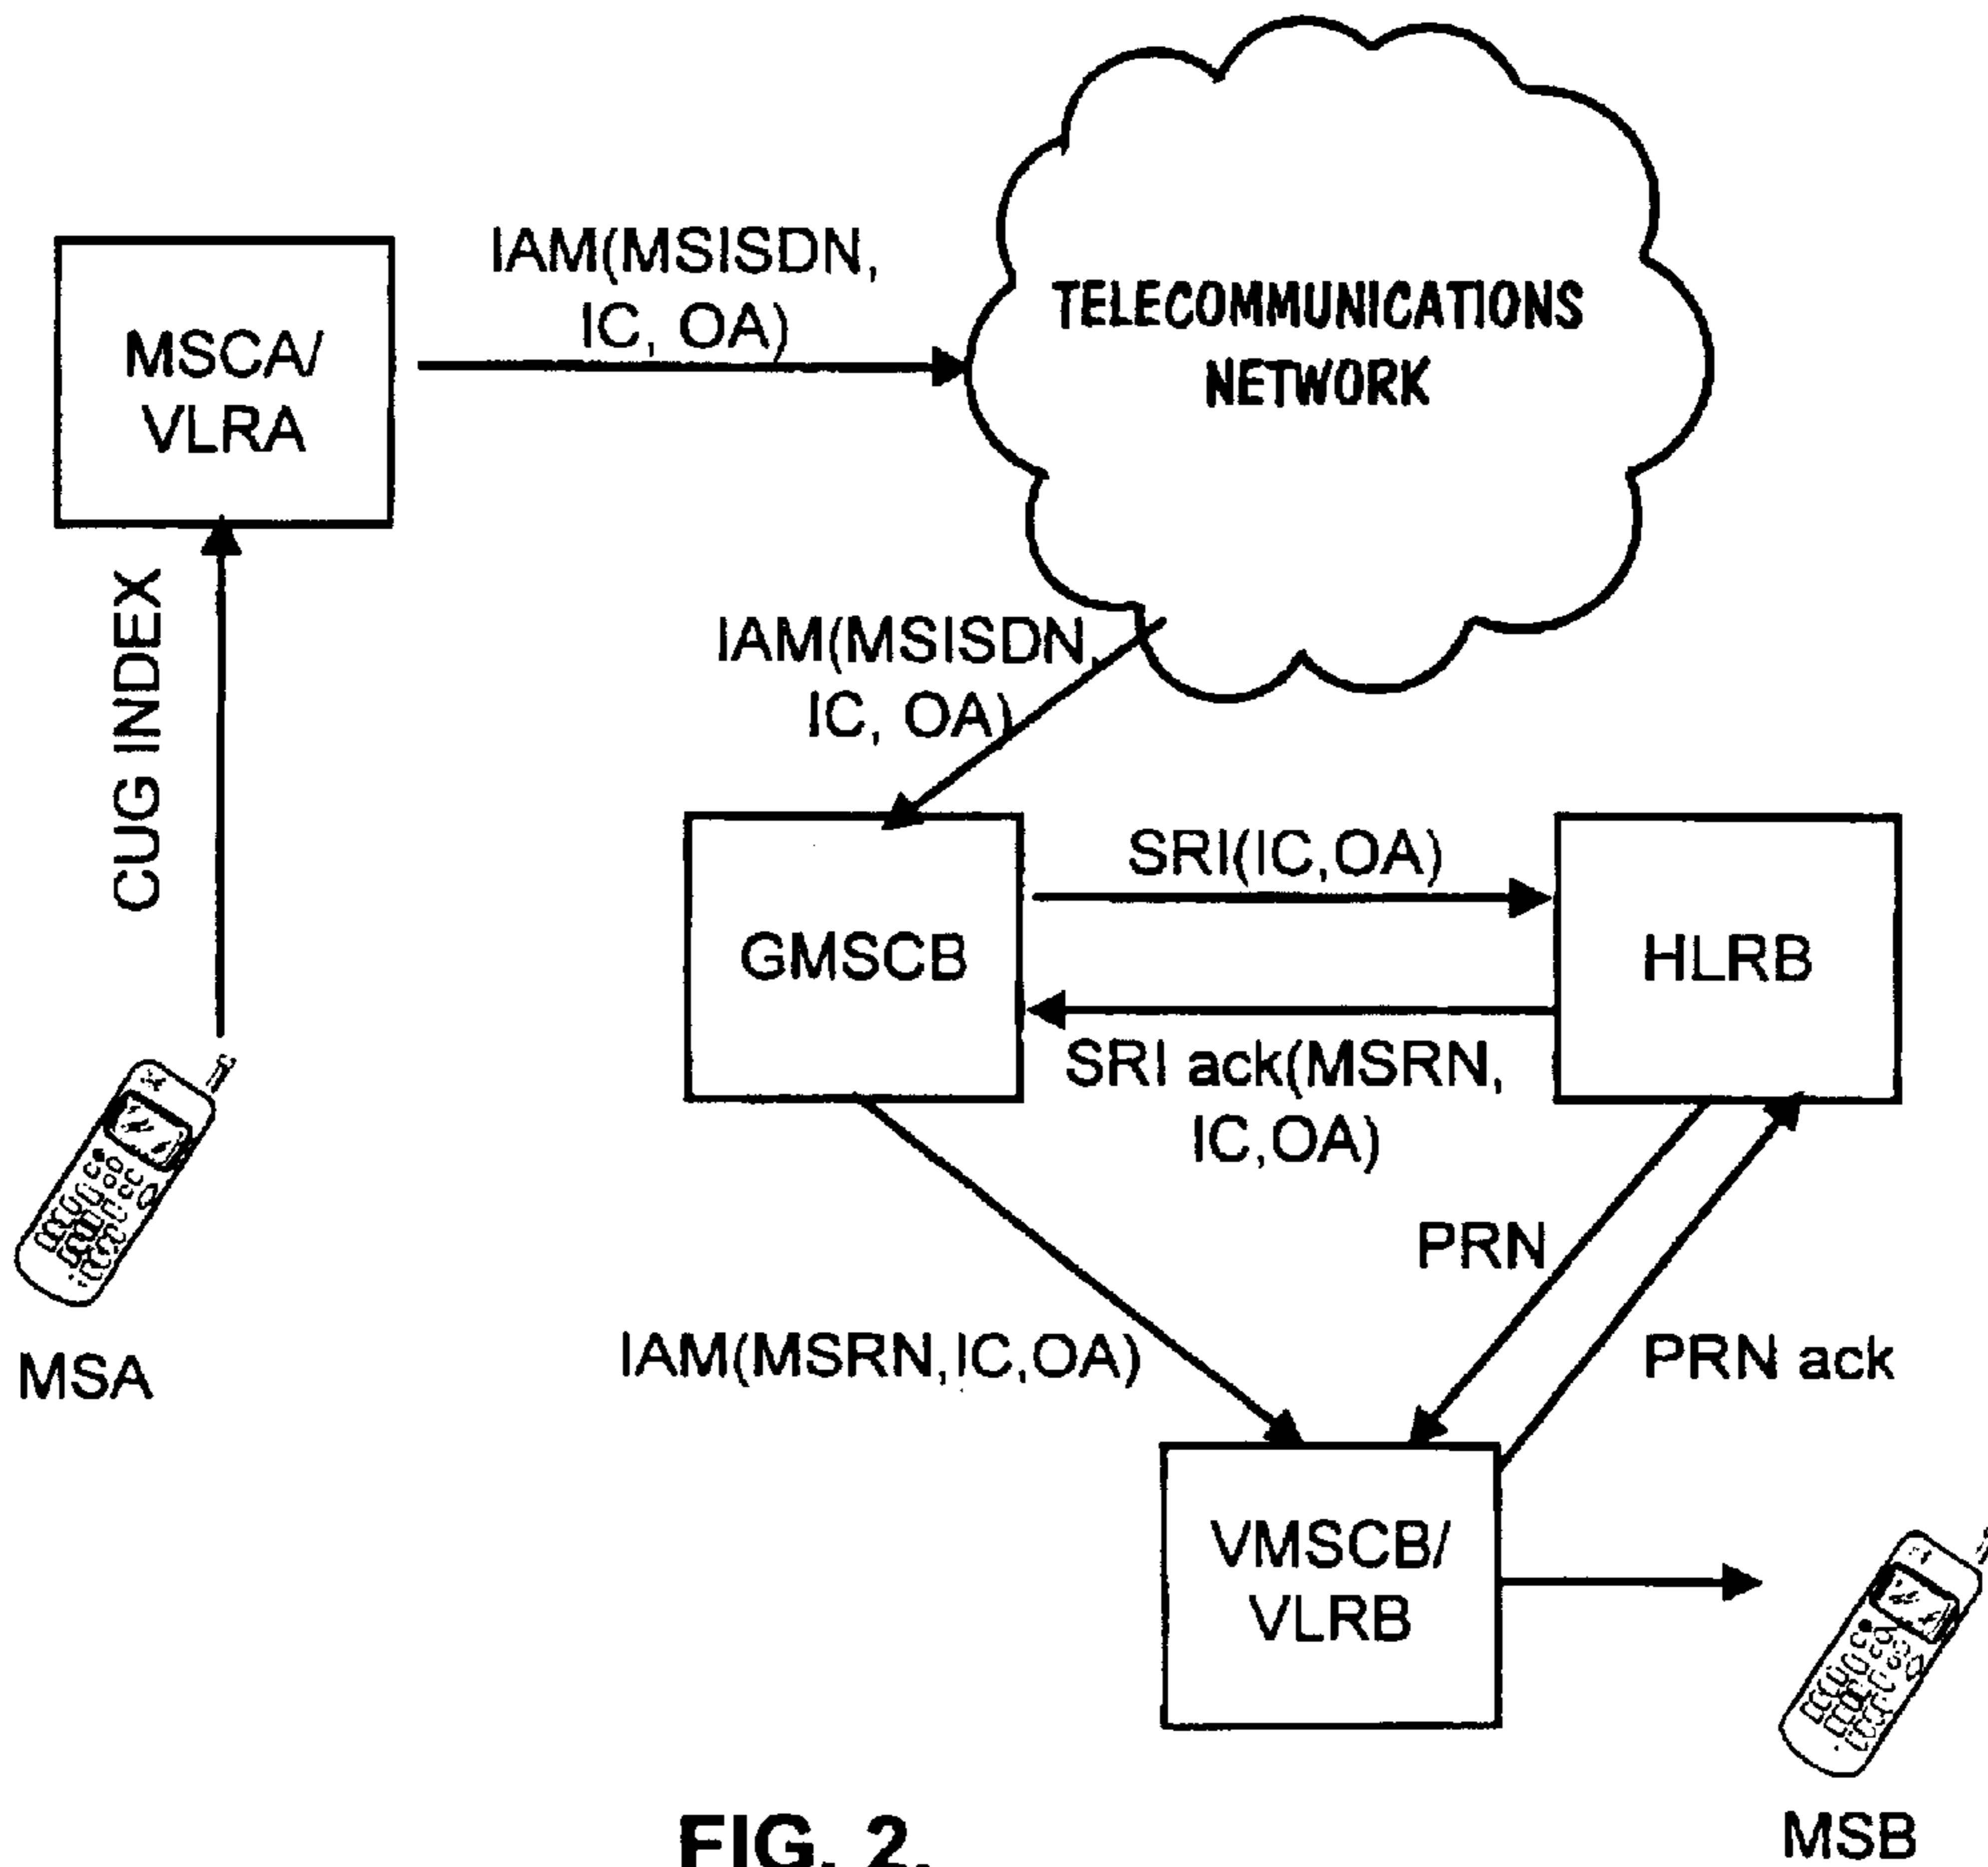 IAM(MSISDN,
IC, OA)
TELECOMMUNICATIONS
NETWORK
MSCA/
VLRA
CUG INDEX
IAM(MSISDN,
IC, OA)
SRI(IC,OA)
GMSCB
HLRB
SRI ack(MSRN,
IC,OA)
PRN
IAM(MSRN,IC,OA)
PRN ack
MSA
VMSCB/
VLRB
MSB
FIG. 2.